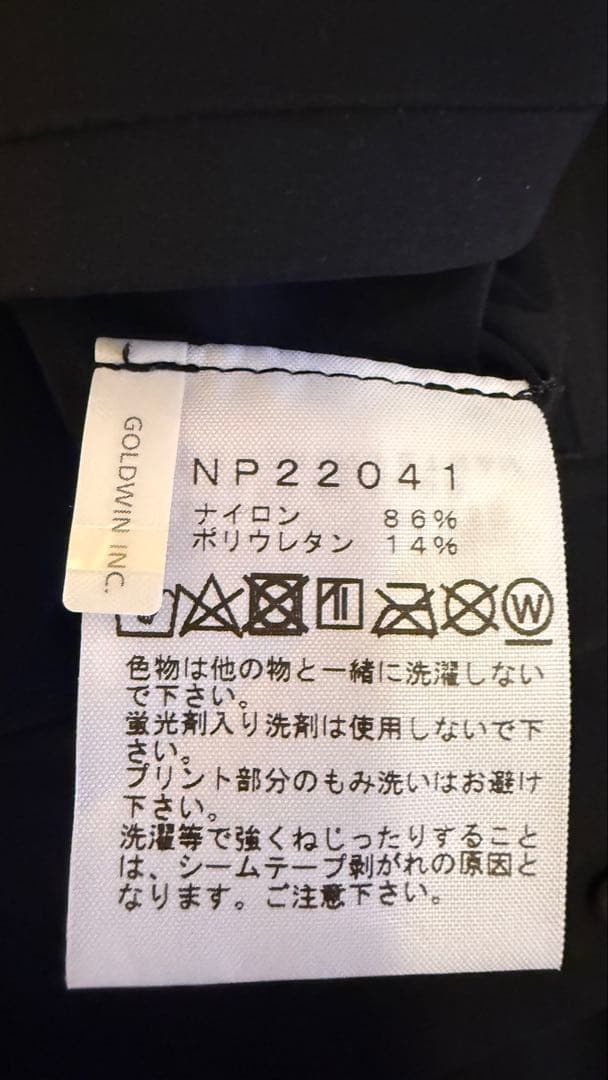 GOLDWIN INC.
NP22041
ナイロン 86%
ポリウレタン 14%
W
色物は他の物と一緒に洗濯しない
で下さい。
蛍光剤入り洗剤は使用しないで下
さい。
プリント部分のもみ洗いはお避け
下さい。
洗濯等で強くねじったりすること
は、シームテープ剥がれの原因と
なります。ご注意下さい。